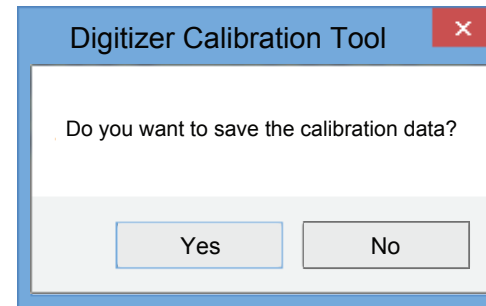 Digitizer Calibration Tool
Do you want to save the calibration data?
Yes
No